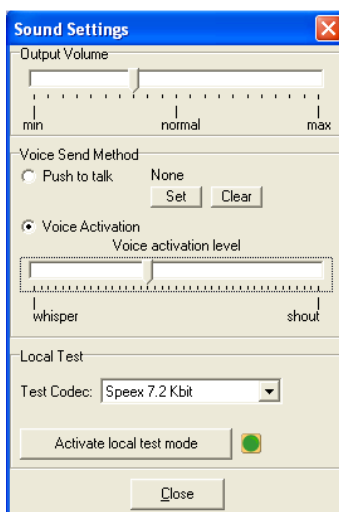 Sound Settings
Output Volume
min normal max
Voice Send Method
Push to talk None
Set Clear
Voice Activation
Voice activation level
whisper shout
Local Test
Test Codec: Speex 7.2 Kbit
Activate local test mode
Close